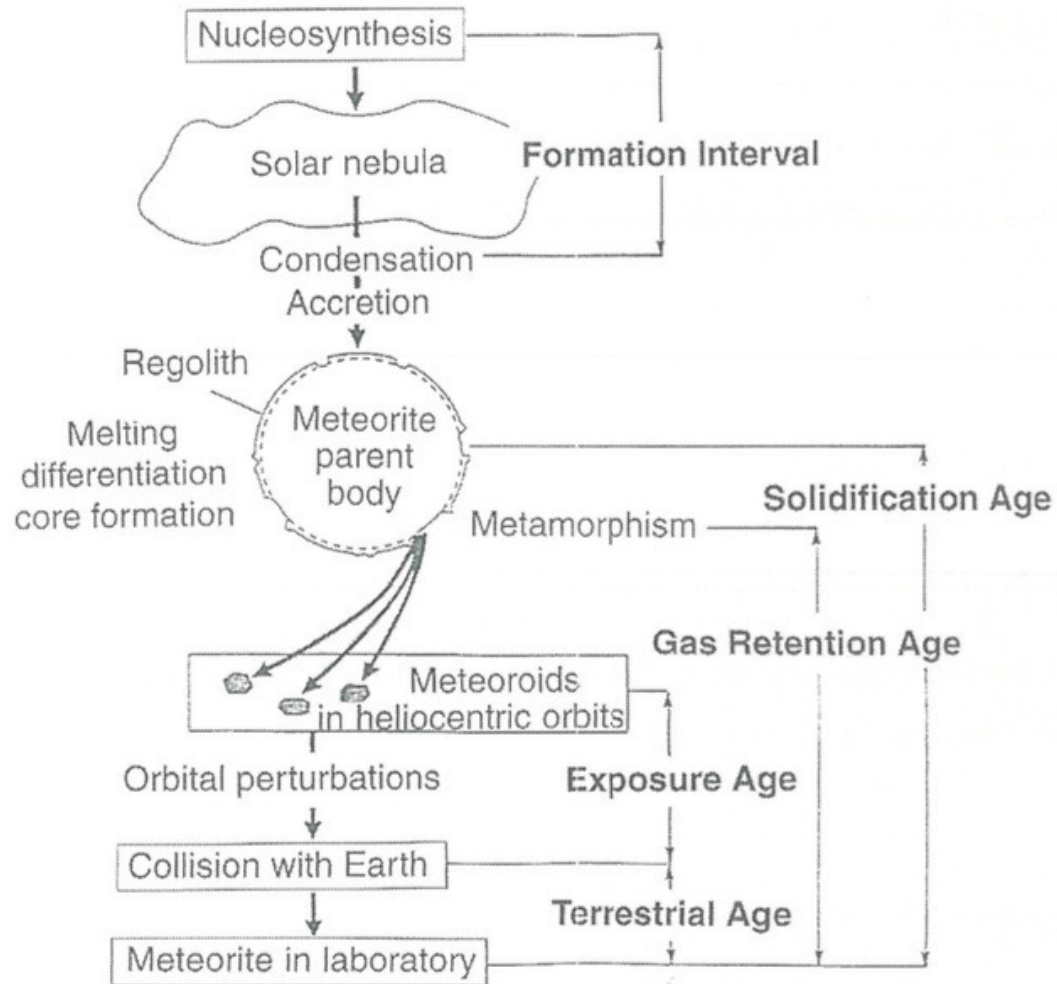 Nucleosynthesis
Solar nebula
Formation Interval
Condensation
Accretion
Regolith
Melting
differentiation
core formation
Meteorite
parent
body
Solidification Age
Metamorphism
Gas Retention Age
Meteoroids
in heliocentric orbits
Orbital perturbations
Exposure Age
Collision with Earth
Terrestrial Age
Meteorite in laboratory